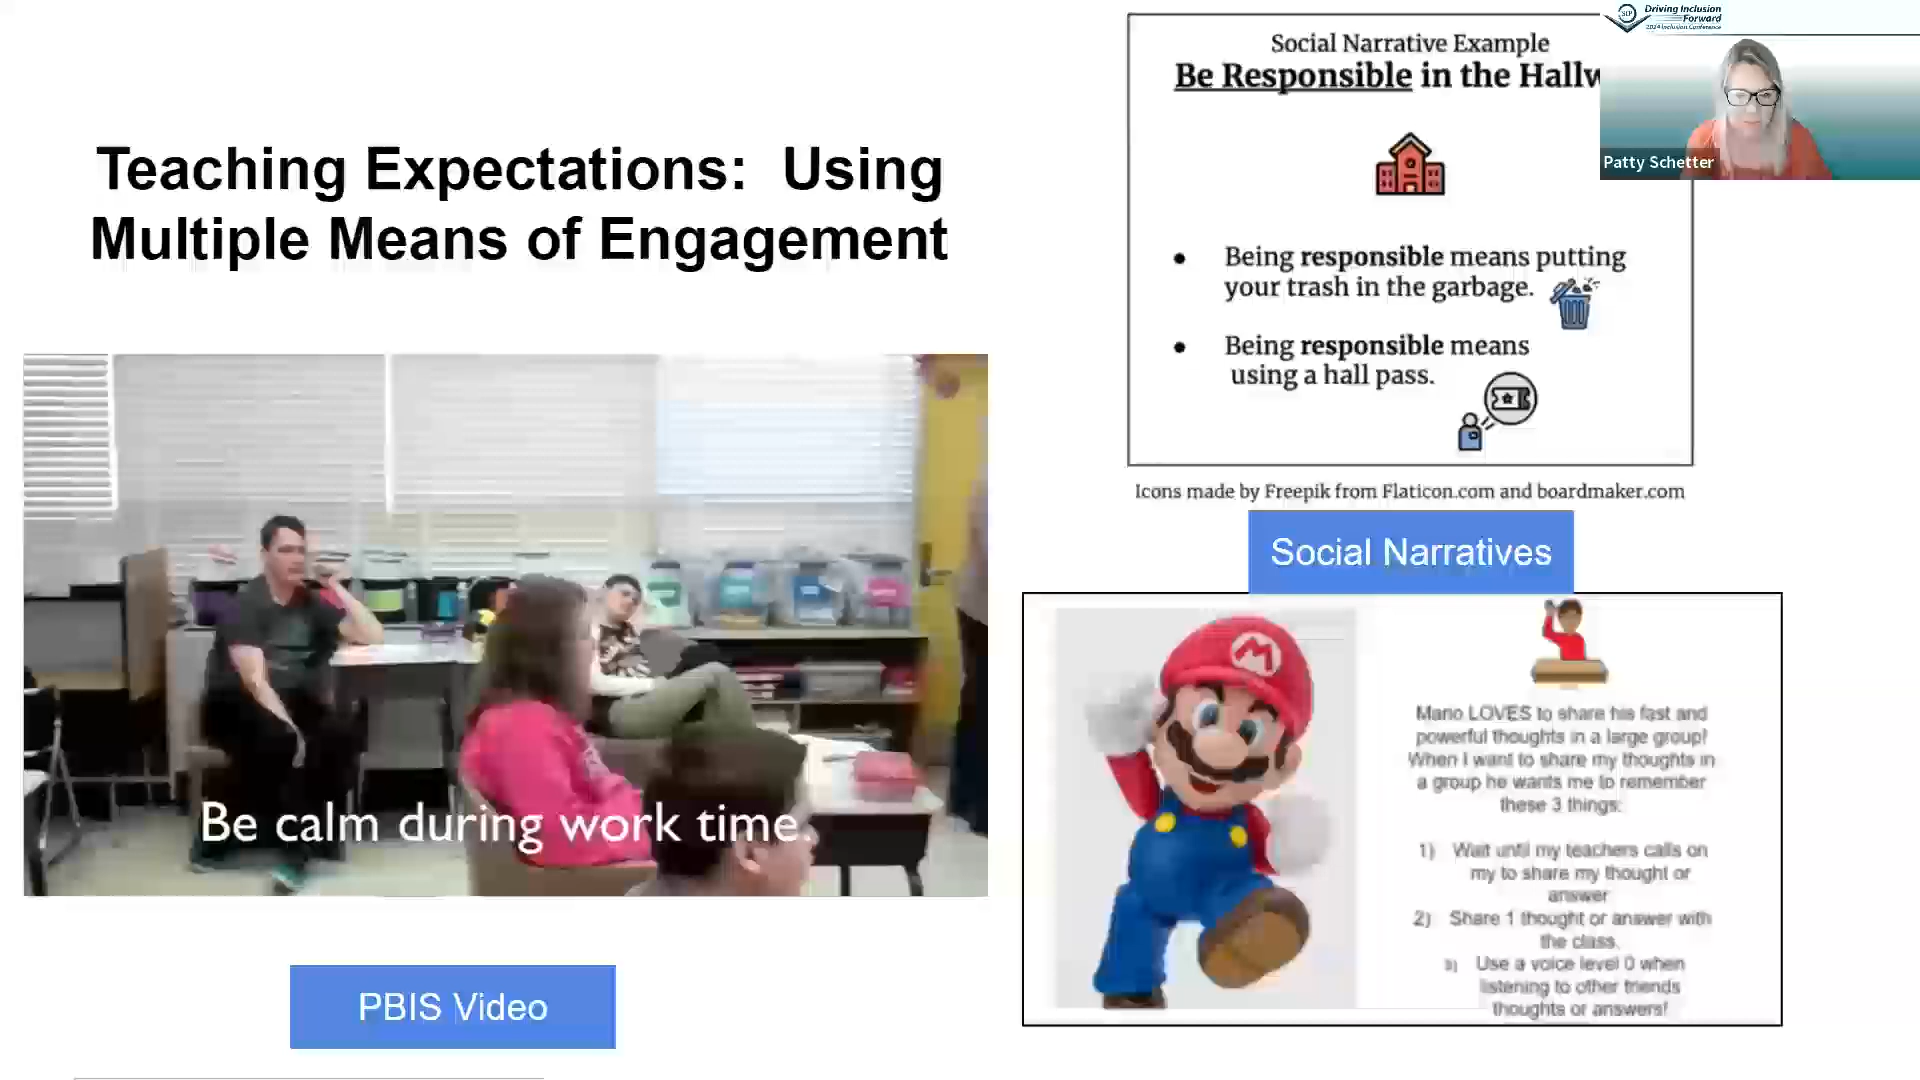 Teaching Expectations: Using
Multiple Means of Engagement
Be calm during work time.
PBIS Video
Social Narrative Example
Be Responsible in the Hallw
Being responsible means putting
your trash in the garbage.
Being responsible means
using a hall pass.
Icons made by Freepik from Flaticon.com and boardmaker.com
Social Narratives
M
Mario LOVES to share his fast and
powerful thoughts in a large group!
When I want to share my thoughts in
a group he wants me to remember
these 3 things:
1) Wait until my teachers calls on
my to share my thought or
answer
2) Share 1 thought or answer with
the class.
3) Use a voice level 0 when
listening to other friends
thoughts or answers!
SIP
Driving Inclusion
Forward
2024 Inclusion Conference
Patty Schetter